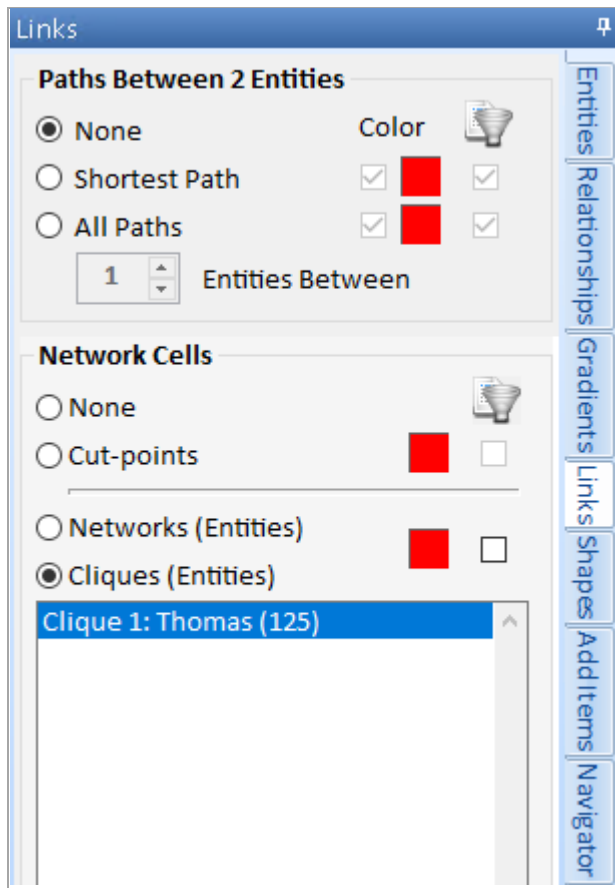 Links
Paths Between 2 Entities
None Color
Shortest Path
All Paths
1 Entities Between
Network Cells
None
Cut-points
Networks (Entities)
Cliques (Entities)
Clique 1: Thomas (125)
Entities
Relationships
Gradients
Links
Shapes
Add Items
Navigator